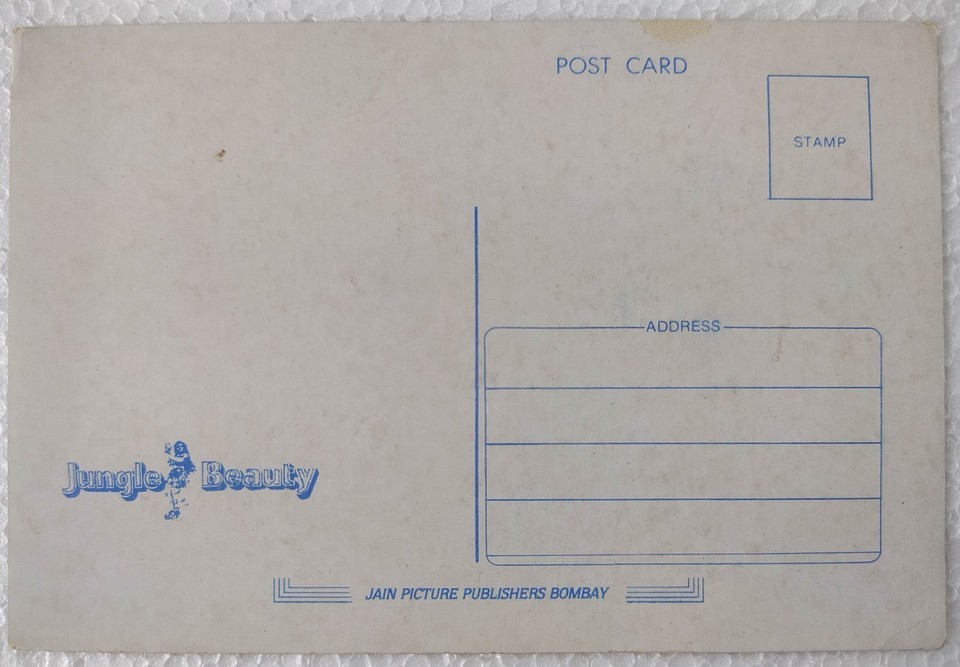 POST CARD
STAMP
ADDRESS
Jungle Beauty
JAIN PICTURE PUBLISHERS BOMBAY